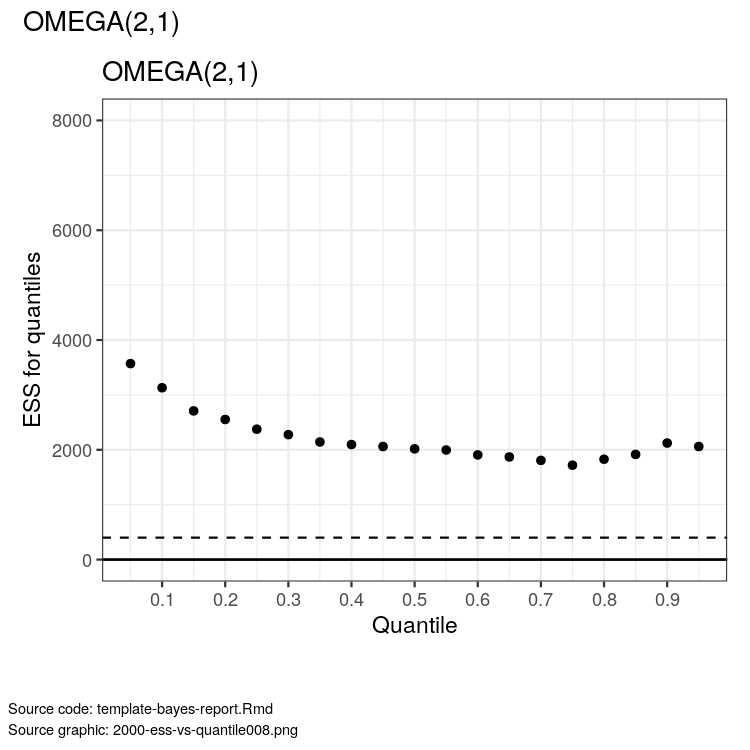 OMEGA(2,1)
OMEGA(2,1)
8000
6000
4000
2000
0
ESS for quantiles
0.1 0.2 0.3 0.4 0.5 0.6 0.7 0.8 0.9
Quantile
Source code: template-bayes-report.Rmd
Source graphic: 2000-ess-vs-quantile008.png